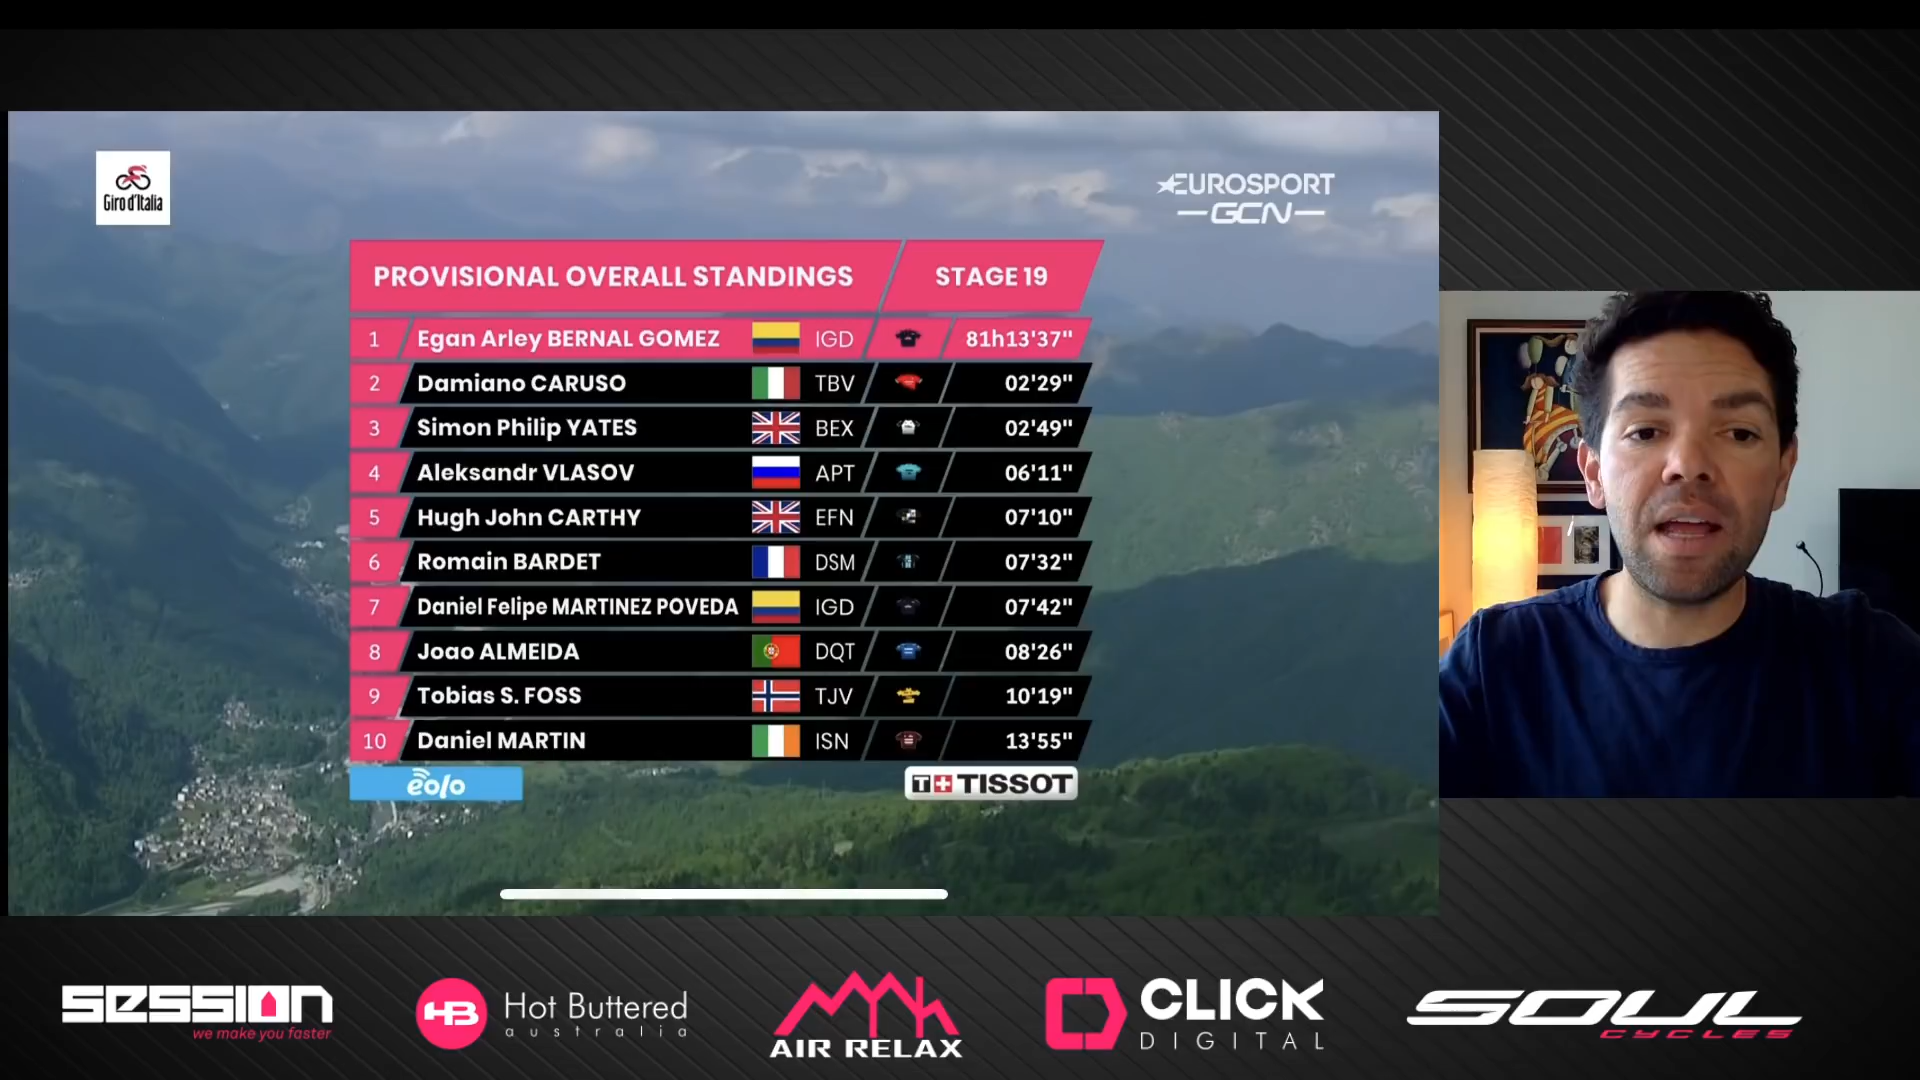 Giro d'Italia
EUROSPORT
GCN
PROVISIONAL OVERALL STANDINGS STAGE 19
1 Egan Arley BERNAL GOMEZ IGD 81h13'37"
2 Damiano CARUSO TBV 02'29"
3 Simon Philip YATES BEX 02'49"
4 Aleksandr VLASOV APT 06'11"
5 Hugh John CARTHY EFN 07'10"
6 Romain BARDET DSM 07'32"
7 Daniel Felipe MARTINEZ POVEDA IGD 07'42"
8 Joao ALMEIDA DQT 08'26"
9 Tobias S. FOSS TJV 10'19"
10 Daniel MARTIN ISN 13'55"
eolo T+ TISSOT
SESSION
we make you faster
HB Hot Buttered
australia
AIR RELAX
CLICK
DIGITAL
SOUL
CYCLES